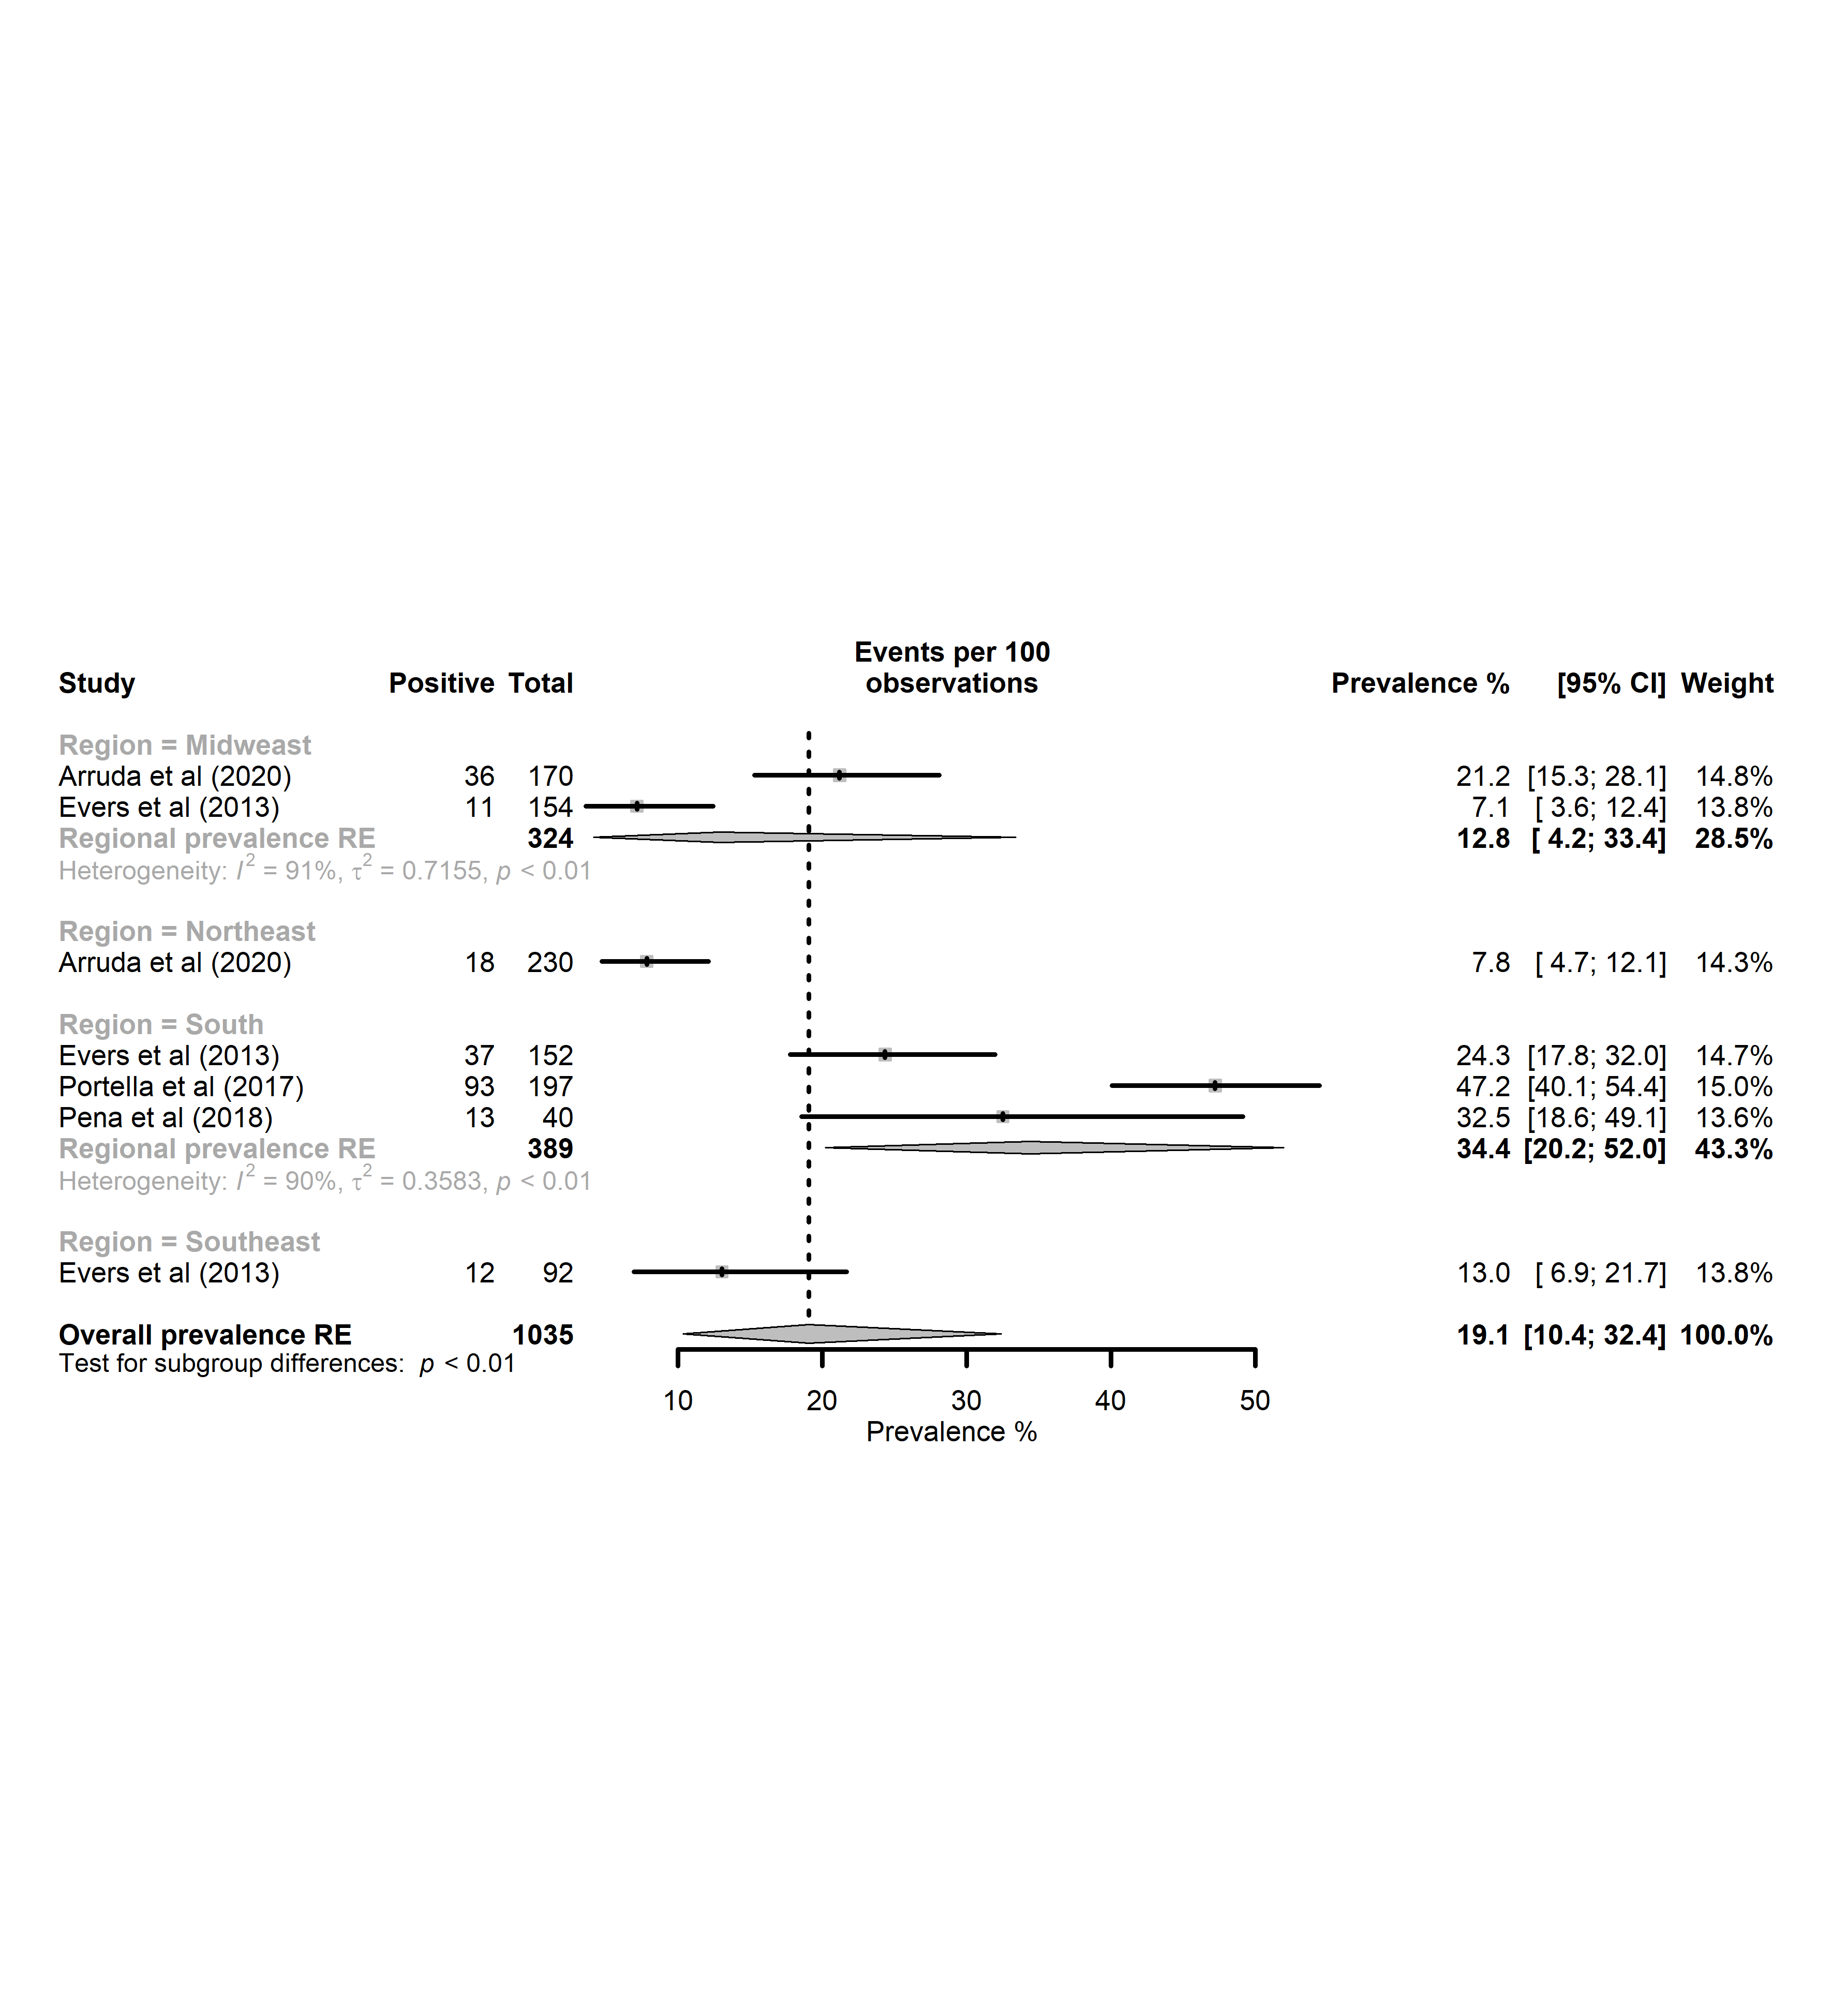 Events per 100
Study Positive Total observations Prevalence % [95% CI] Weight
Region = Midweast
Arruda et al (2020) 36 170 21.2 [15.3; 28.1] 14.8%
Evers et al (2013) 11 154 7.1 [ 3.6; 12.4] 13.8%
Regional prevalence RE 324 12.8 [ 4.2; 33.4] 28.5%
Heterogeneity: I² = 91%, τ² = 0.7155, p < 0.01
Region = Northeast
Arruda et al (2020) 18 230 7.8 [ 4.7; 12.1] 14.3%
Region = South
Evers et al (2013) 37 152 24.3 [17.8; 32.0] 14.7%
Portella et al (2017) 93 197 47.2 [40.1; 54.4] 15.0%
Pena et al (2018) 13 40 32.5 [18.6; 49.1] 13.6%
Regional prevalence RE 389 34.4 [20.2; 52.0] 43.3%
Heterogeneity: I² = 90%, τ² = 0.3583, p < 0.01
Region = Southeast
Evers et al (2013) 12 92 13.0 [ 6.9; 21.7] 13.8%
Overall prevalence RE 1035 19.1 [10.4; 32.4] 100.0%
Test for subgroup differences: p < 0.01
10 20 30 40 50
Prevalence %